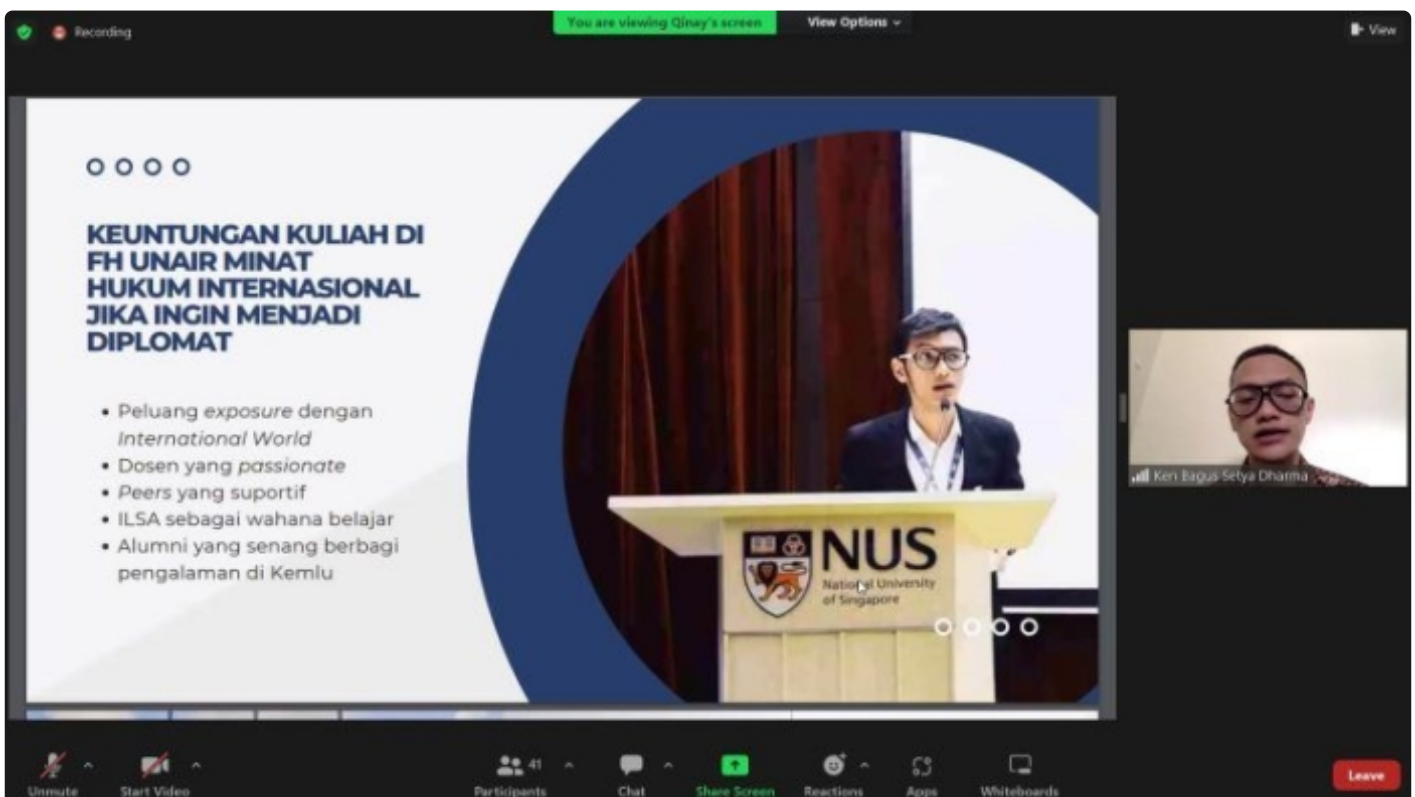 Recording
You are viewing Qinay's screen
View Options
View
KEUNTUNGAN KULIAH DI
FH UNAIR MINAT
HUKUM INTERNASIONAL
JIKA INGIN MENJADI
DIPLOMAT
• Peluang exposure dengan
International World
• Dosen yang passionate
• Peers yang suportif
• ILSA sebagai wahana belajar
• Alumni yang senang berbagi
pengalaman di Kemlu
NUS
National University
of Singapore
Ken Bagus Setya Dharma
Unmute
Start Video
41
Participants
Chat
Share Screen
Reactions
Apps
Whiteboards
Leave